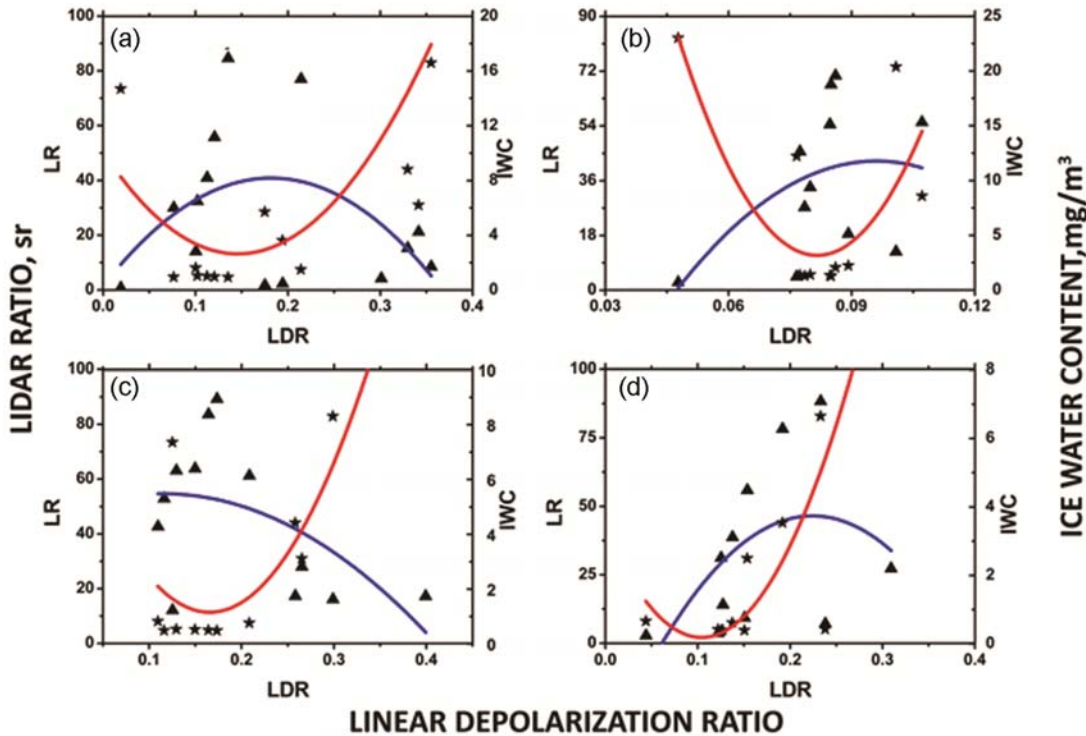 (a)
100
80
60
40
20
0
LR
20
16
12
8
4
0
IWC
0.0 0.1 0.2 0.3 0.4
LDR
(b)
90
72
54
36
18
0
LR
25
20
15
10
5
0
IWC
0.03 0.06 0.09 0.12
LDR
(c)
100
80
60
40
20
0
LR
10
8
6
4
2
0
IWC
0.1 0.2 0.3 0.4
LDR
(d)
100
75
50
25
0
LR
8
6
4
2
0
IWC
0.0 0.1 0.2 0.3 0.4
LDR
LIDAR RATIO, sr
ICE WATER CONTENT,mg/m³
LINEAR DEPOLARIZATION RATIO